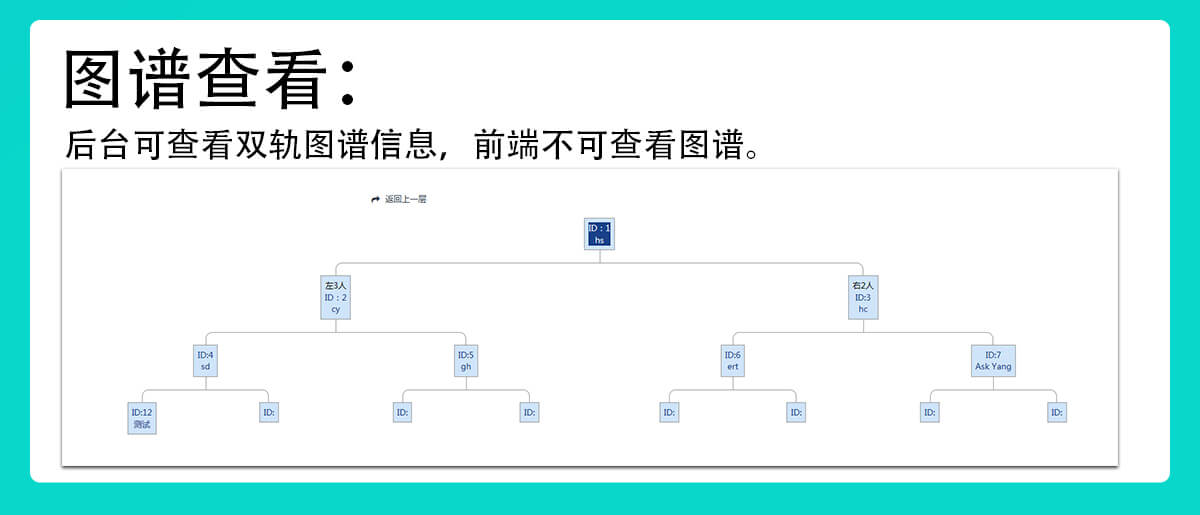 图谱查看：
后台可查看双轨图谱信息，前端不可查看图谱。
返回上一层
ID：1
hs
左3人
ID：2
cy
右2人
ID:3
hc
ID:4
sd
ID:5
gh
ID:6
ert
ID:7
Ask Yang
ID:12
测试
ID:
ID:
ID:
ID:
ID:
ID:
ID: